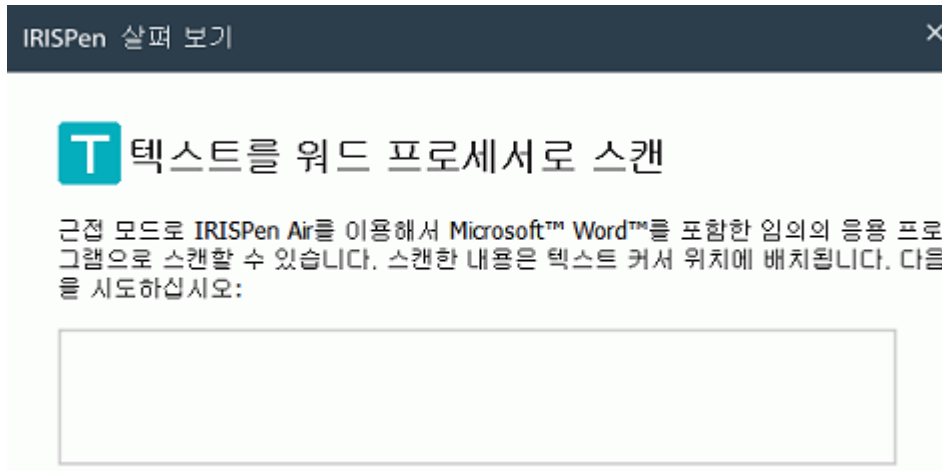 IRISPen 살펴 보기
T 텍스트를 워드 프로세서로 스캔
근접 모드로 IRISPen Air를 이용해서 Microsoft™ Word™를 포함한 임의의 응용 프로
그램으로 스캔할 수 있습니다. 스캔한 내용은 텍스트 커서 위치에 배치됩니다. 다음
을 시도하십시오: